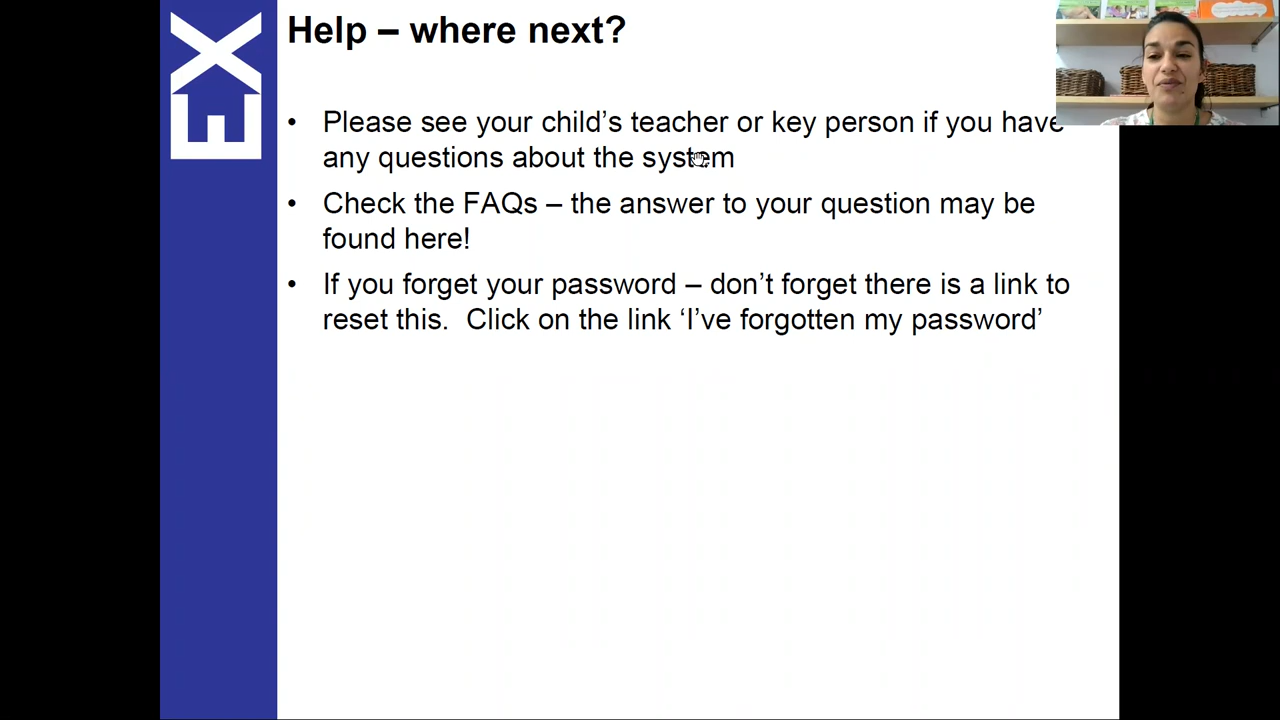 EX
Help – where next?
• Please see your child’s teacher or key person if you have
any questions about the system
• Check the FAQs – the answer to your question may be
found here!
• If you forget your password – don’t forget there is a link to
reset this.  Click on the link ‘I’ve forgotten my password’